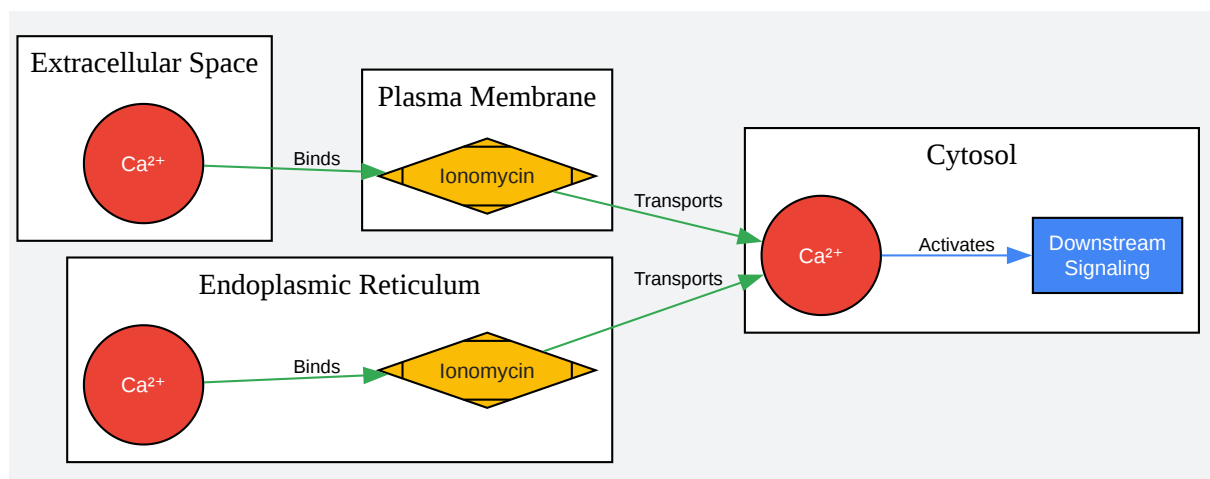 Extracellular Space
Ca²⁺
Binds
Plasma Membrane
Ionomycin
Transports
Endoplasmic Reticulum
Ca²⁺
Binds
Ionomycin
Transports
Cytosol
Ca²⁺
Activates
Downstream
Signaling